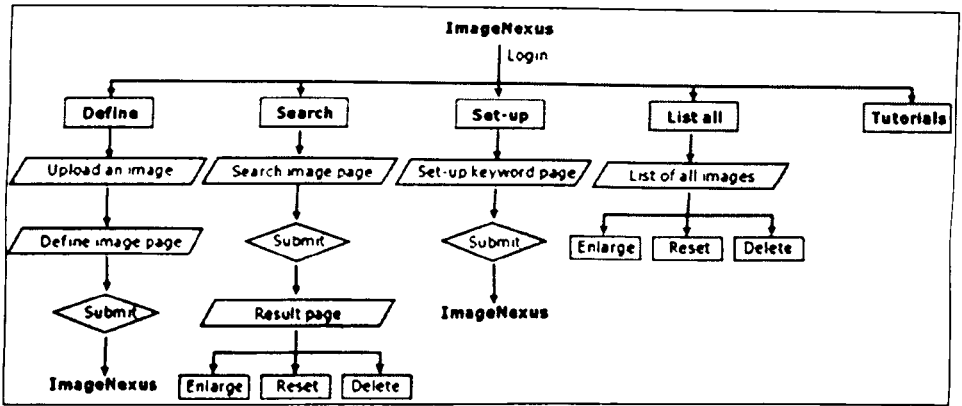 ImageNexus
Login
Define
Search
Set-up
List all
Tutorials
Upload an image
Search image page
Set-up keyword page
List of all images
Define image page
Submit
Submit
Enlarge
Reset
Delete
Submit
Result page
ImageNexus
ImageNexus
Enlarge
Reset
Delete